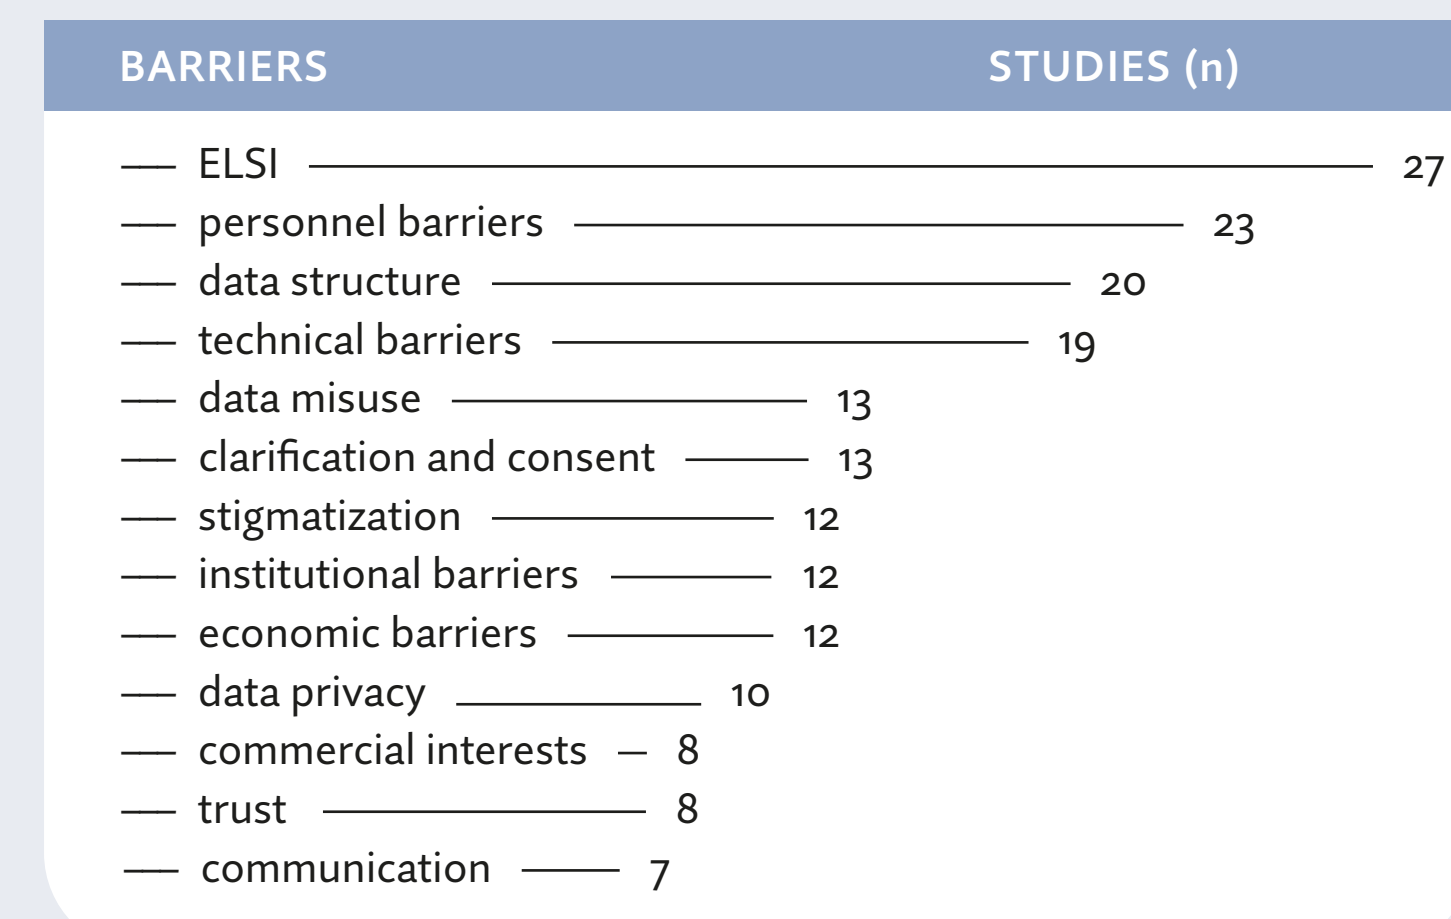 BARRIERS STUDIES (n)
— ELSI — 27
— personnel barriers — 23
— data structure — 20
— technical barriers — 19
— data misuse — 13
— clarification and consent — 13
— stigmatization — 12
— institutional barriers — 12
— economic barriers — 12
— data privacy — 10
— commercial interests — 8
— trust — 8
— communication — 7